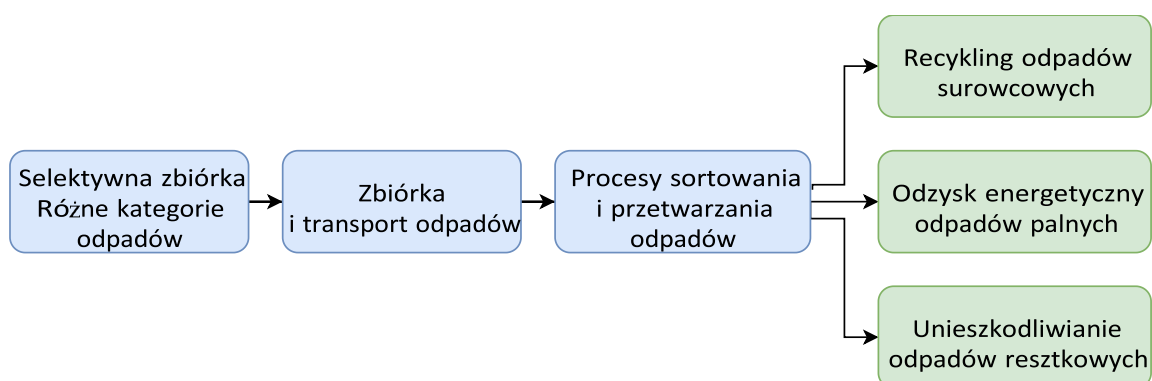 Selektywna zbiórka
Różne kategorie
odpadów
Zbiórka
i transport odpadów
Procesy sortowania
i przetwarzania
odpadów
Recykling odpadów
surowcowych
Odzysk energetyczny
odpadów palnych
Unieszkodliwianie
odpadów resztkowych